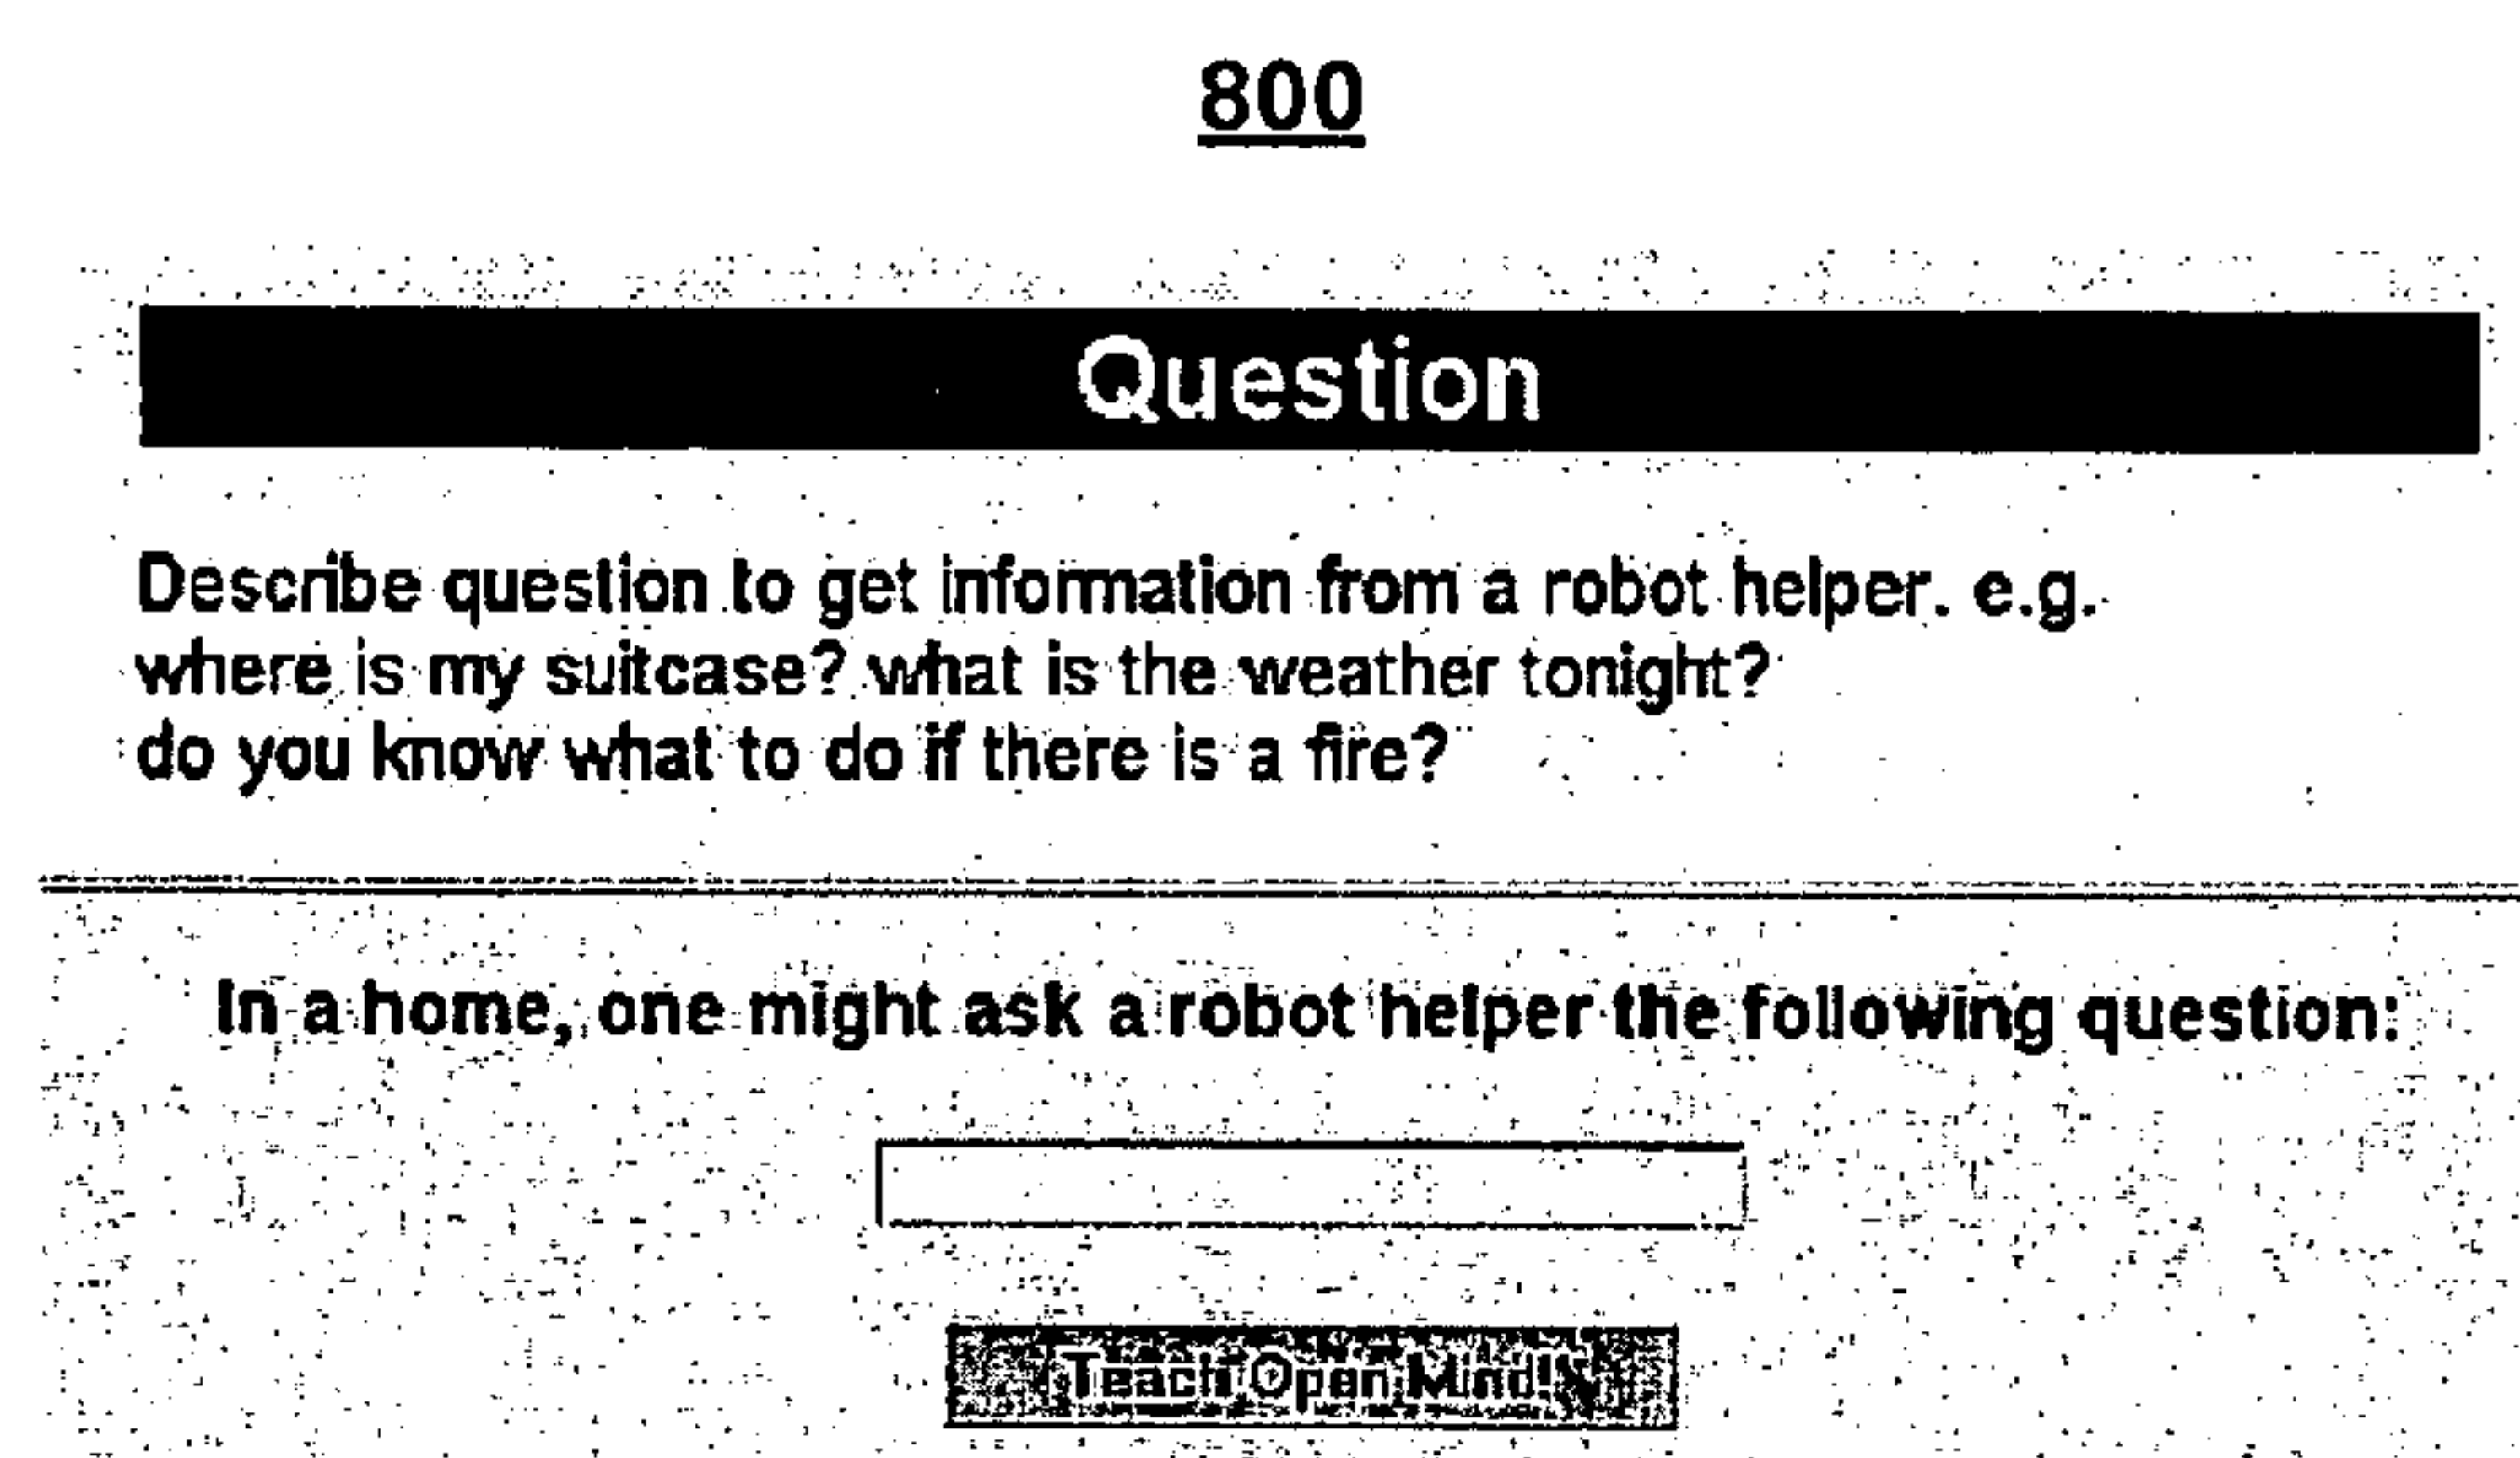 800
Question
Describe question to get information from a robot helper. e.g.
where is my suitcase? what is the weather tonight?
do you know what to do if there is a fire?
In a home, one might ask a robot helper the following question:
Teach Open Mind!